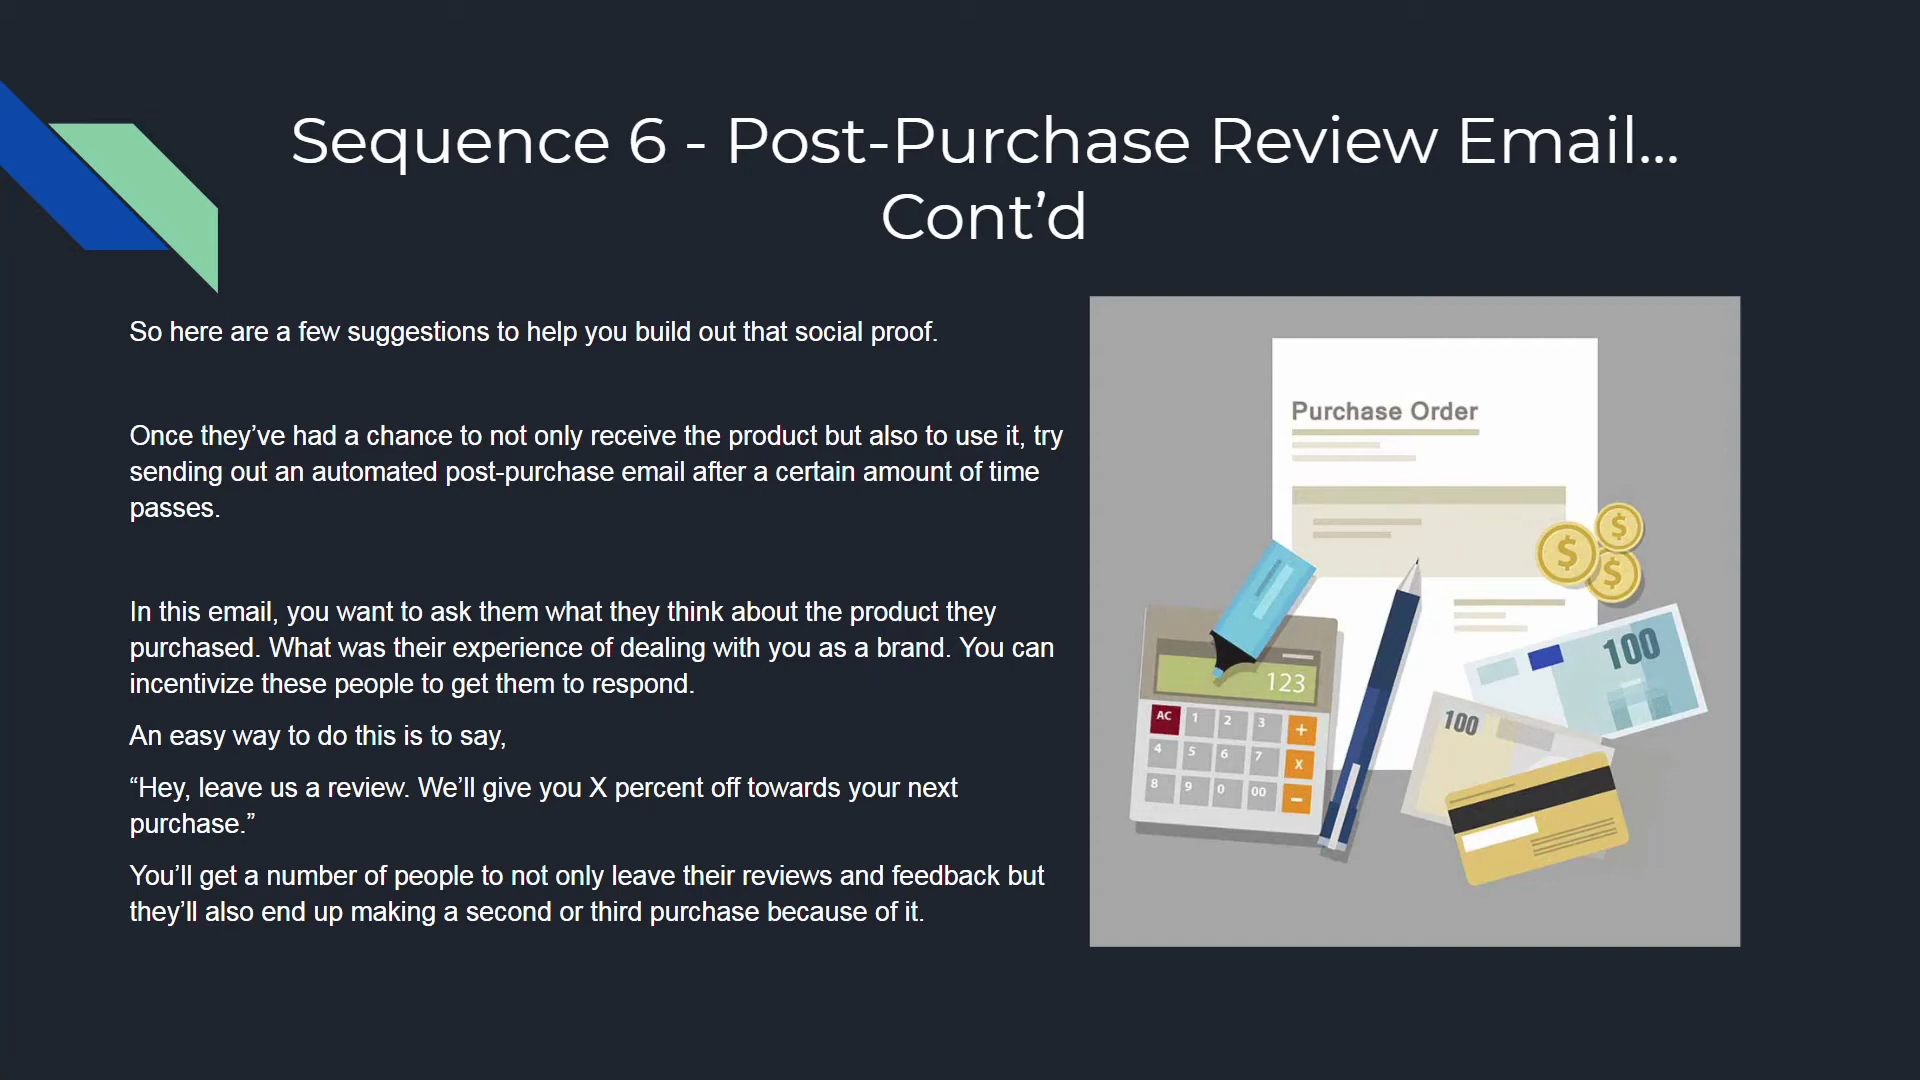 Sequence 6 - Post-Purchase Review Email...
Cont’d
So here are a few suggestions to help you build out that social proof.
Once they’ve had a chance to not only receive the product but also to use it, try
sending out an automated post-purchase email after a certain amount of time
passes.
In this email, you want to ask them what they think about the product they
purchased. What was their experience of dealing with you as a brand. You can
incentivize these people to get them to respond.
An easy way to do this is to say,
“Hey, leave us a review. We’ll give you X percent off towards your next
purchase.”
You’ll get a number of people to not only leave their reviews and feedback but
they’ll also end up making a second or third purchase because of it.
Purchase Order
$
$
$
100
100
123
AC 1 2 3 +
4 5 6 7 X
8 9 0 00 -